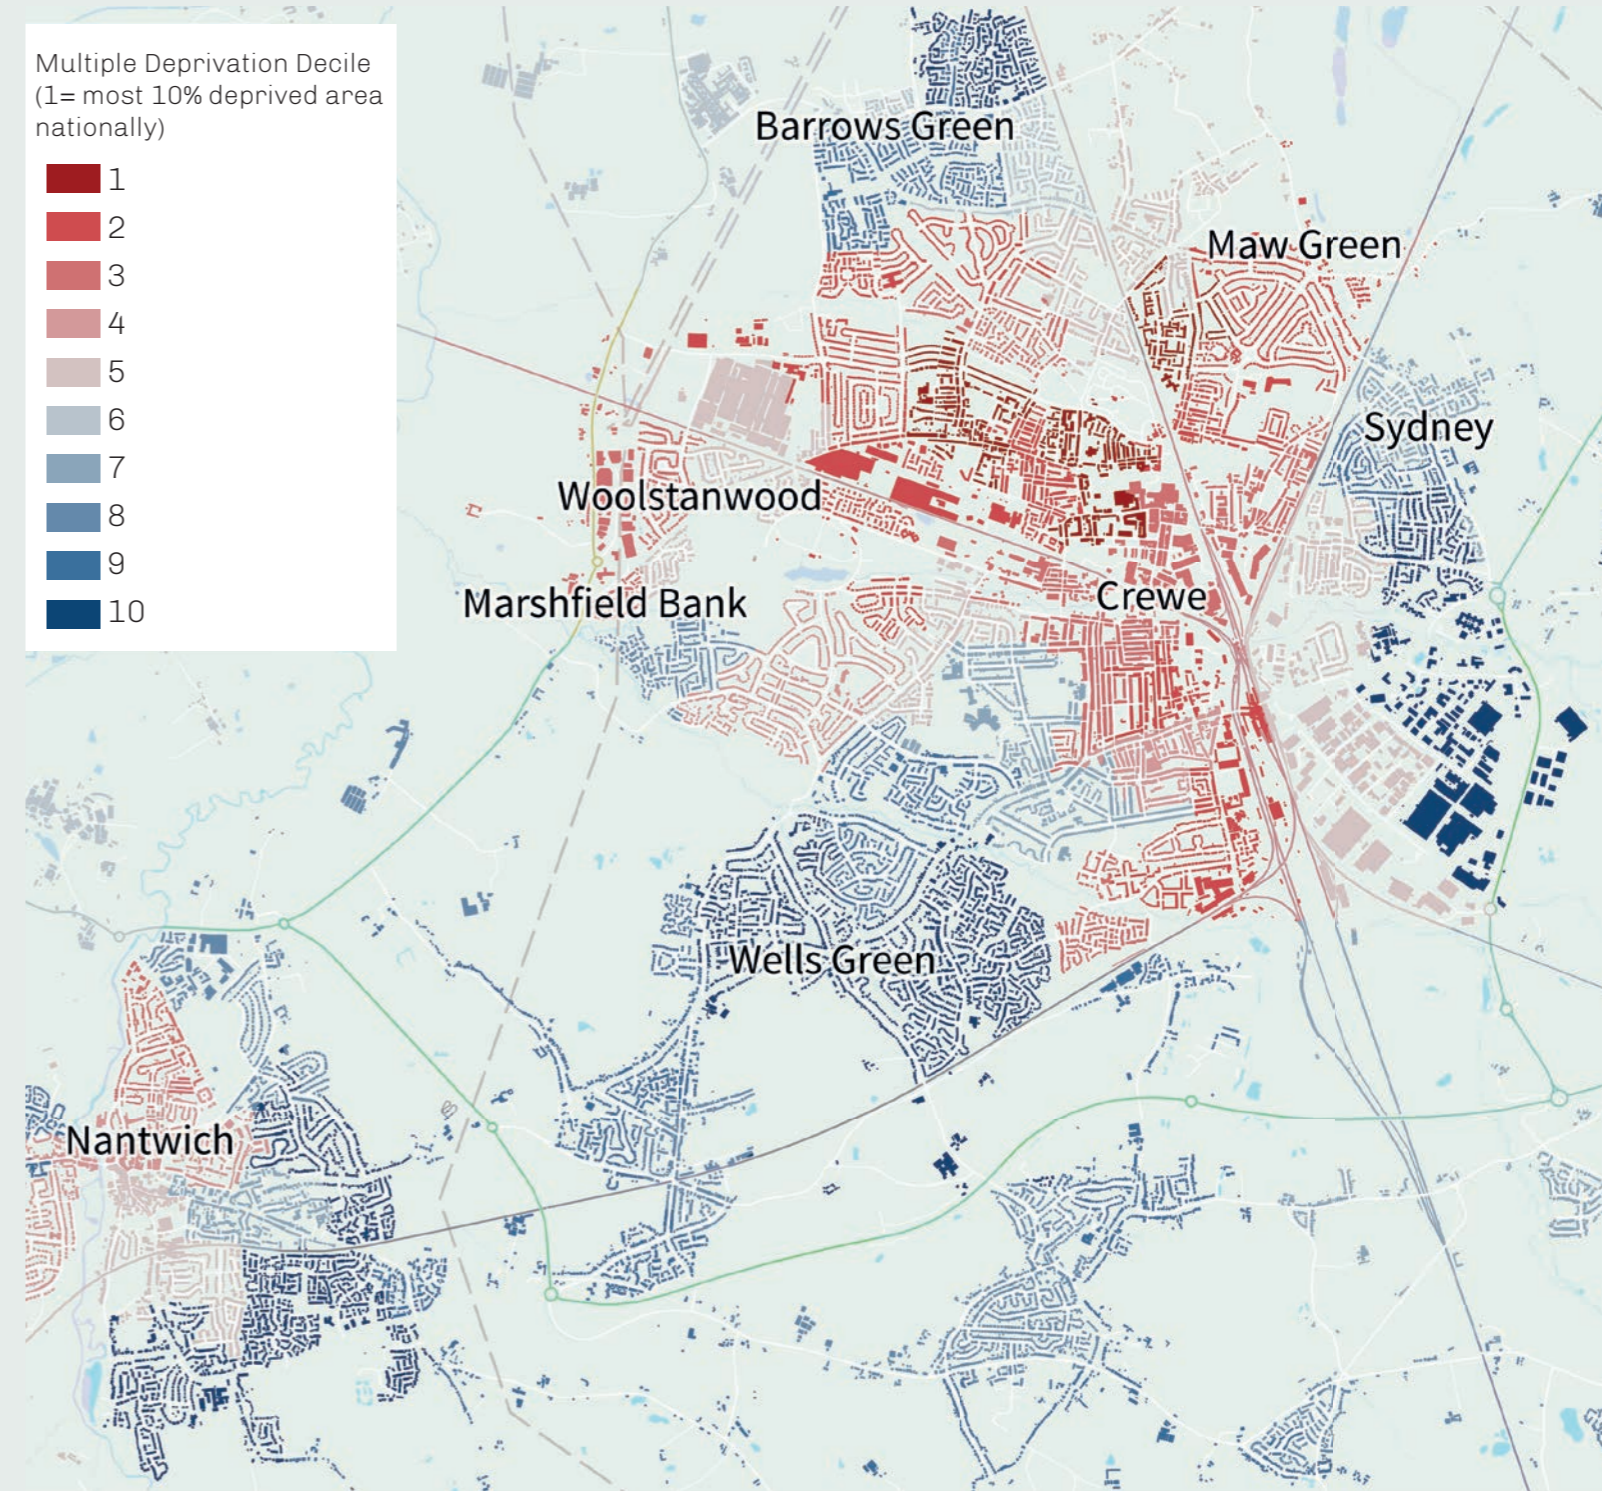 Multiple Deprivation Decile
(1= most 10% deprived area
nationally)
1
2
3
4
5
6
7
8
9
10
Barrows Green
Maw Green
Sydney
Woolstanwood
Marshfield Bank
Crewe
Wells Green
Nantwich